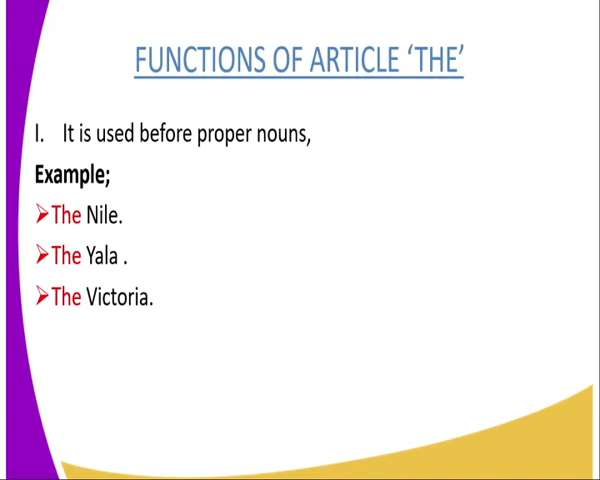 FUNCTIONS OF ARTICLE ‘THE’
I. It is used before proper nouns,
Example;
➢The Nile.
➢The Yala .
➢The Victoria.